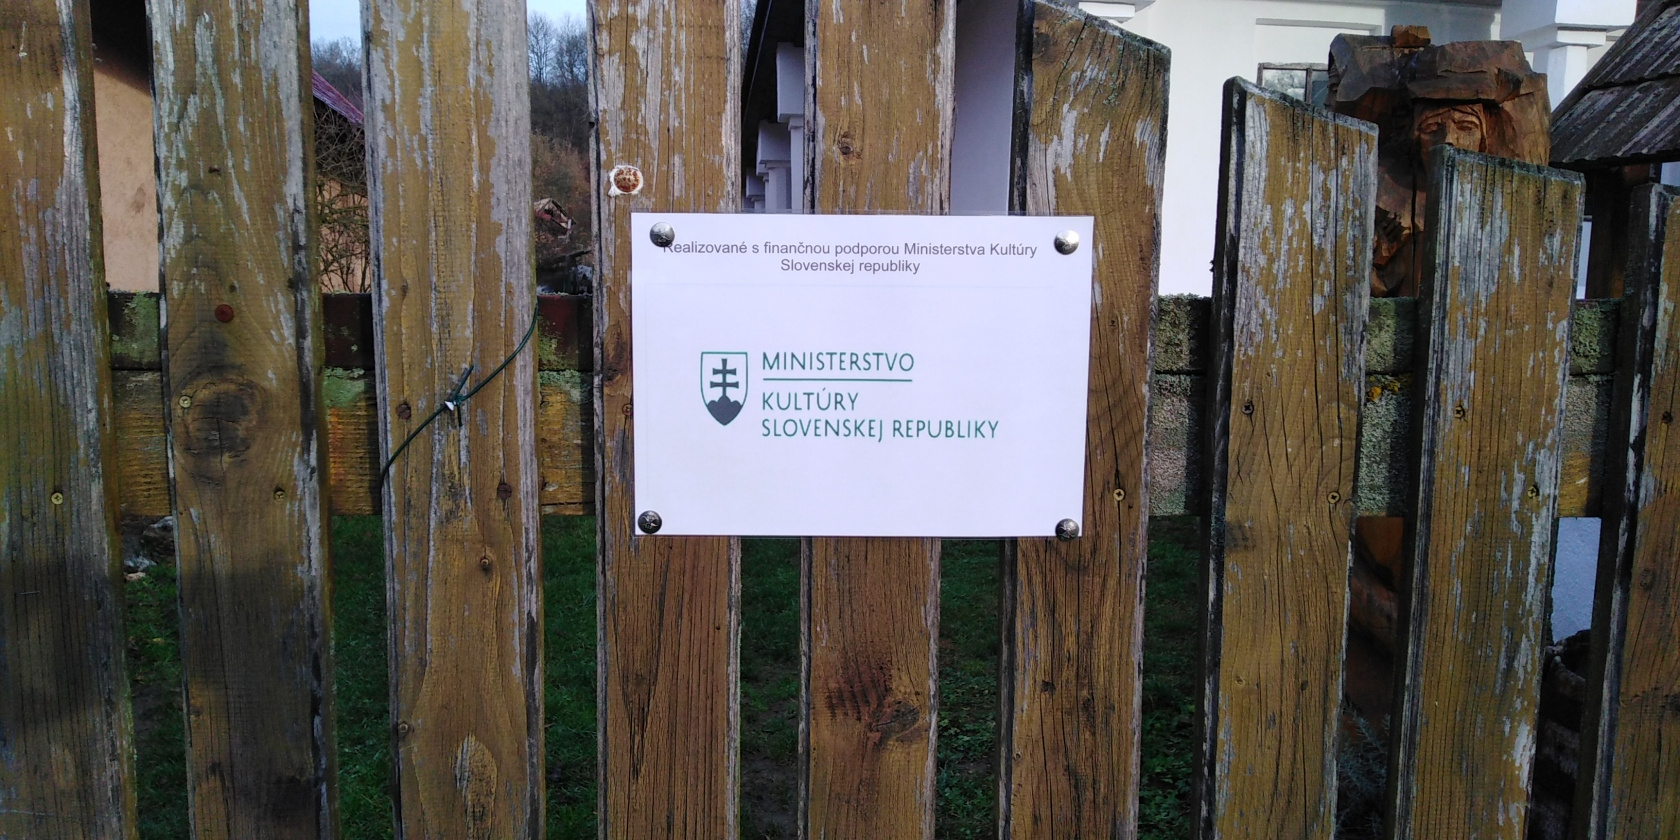 Realizované s finančnou podporou Ministerstva Kultúry
Slovenskej republiky
MINISTERSTVO
KULTÚRY
SLOVENSKEJ REPUBLIKY